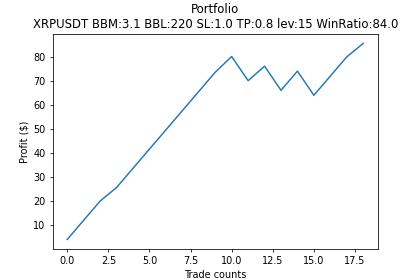 Portfolio
XRPUSDT BBM:3.1 BBL:220 SL:1.0 TP:0.8 lev:15 WinRatio:84.0
80
70
60
50
40
30
20
10
Profit ($)
0.0 2.5 5.0 7.5 10.0 12.5 15.0 17.5
Trade counts